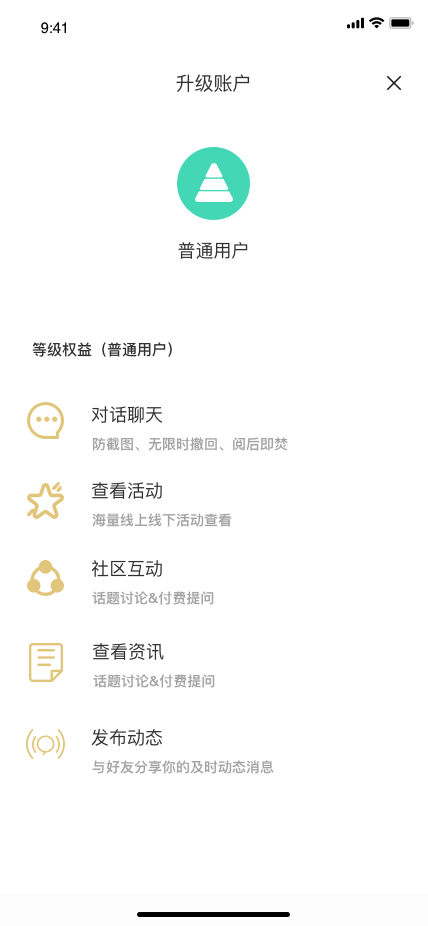 9:41
升级账户
普通用户
等级权益（普通用户）
对话聊天
防截图、无限时撤回、阅后即焚
查看活动
海量线上线下活动查看
社区互动
话题讨论&付费提问
查看资讯
话题讨论&付费提问
发布动态
与好友分享你的及时动态消息